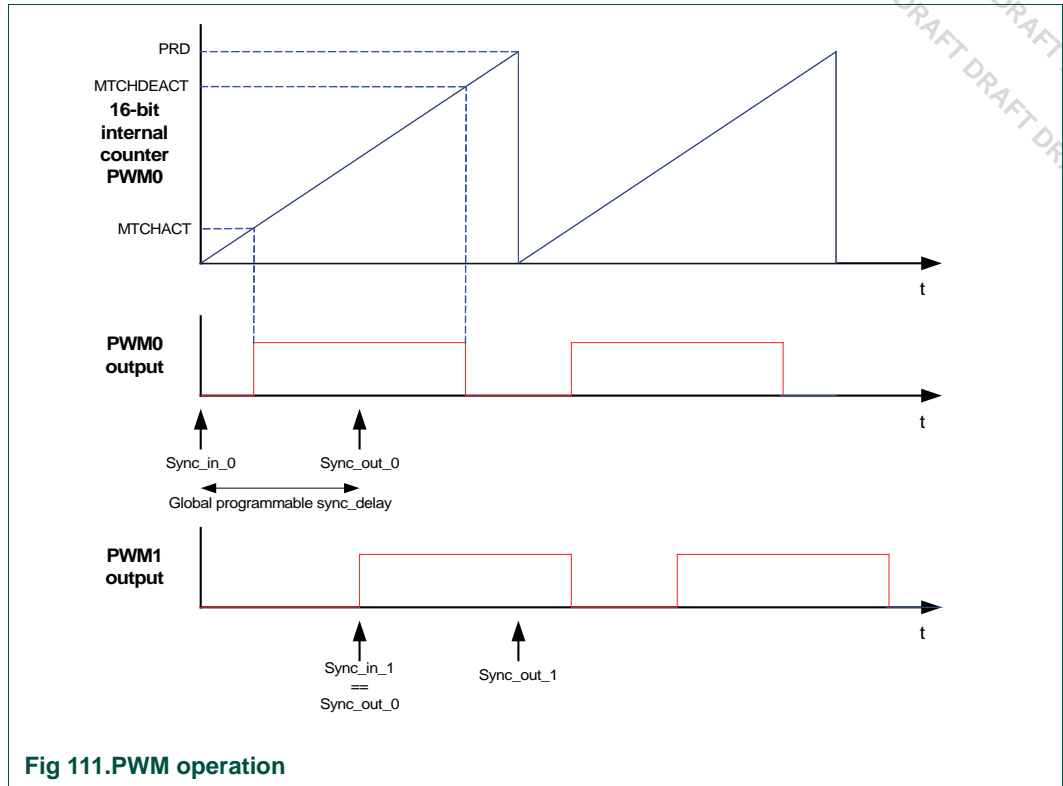 DRAFT DRAFT DRA
DRAFT
PRD
MTCHDEACT
16-bit
internal
counter
PWM0
MTCHACT
t
PWM0
output
t
Sync_in_0
Sync_out_0
Global programmable sync_delay
PWM1
output
t
Sync_in_1
==
Sync_out_0
Sync_out_1
Fig 111.PWM operation